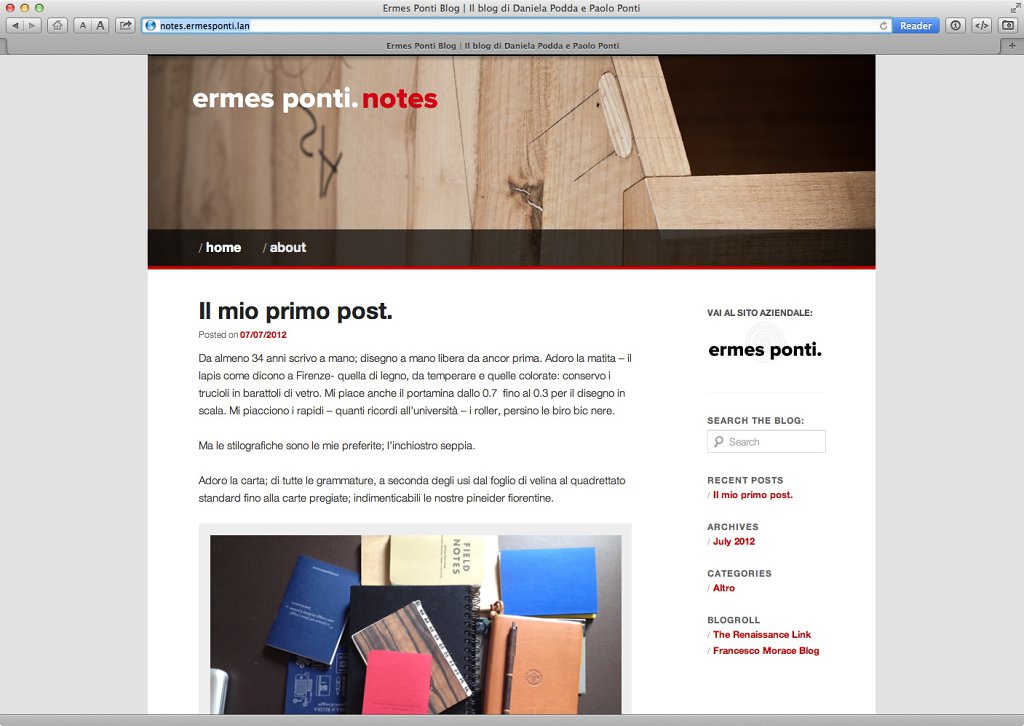 Ermes Ponti Blog | Il blog di Daniela Podda e Paolo Ponti
A A
notes.ermesponti.lan
Reader
Ermes Ponti Blog | Il blog di Daniela Podda e Paolo Ponti
ermes ponti. notes
/ home / about
Il mio primo post.
Posted on 07/07/2012
Da almeno 34 anni scrivo a mano; disegno a mano libera da ancor prima. Adoro la matita – il
lapis come dicono a Firenze- quella di legno, da temperare e quelle colorate: conservo i
trucioli in barattoli di vetro. Mi piace anche il portamina dallo 0.7 fino al 0.3 per il disegno in
scala. Mi piacciono i rapidi – quanti ricordi all'università – i roller, persino le biro bic nere.
Ma le stilografiche sono le mie preferite; l'inchiostro seppia.
Adoro la carta; di tutte le grammature, a seconda degli usi dal foglio di velina al quadrettato
standard fino alla carte pregiate; indimenticabili le nostre pineider fiorentine.
FIELD
NOTES
VAI AL SITO AZIENDALE:
ermes ponti.
SEARCH THE BLOG:
Search
RECENT POSTS
/ Il mio primo post.
ARCHIVES
/ July 2012
CATEGORIES
/ Altro
BLOGROLL
/ The Renaissance Link
/ Francesco Morace Blog